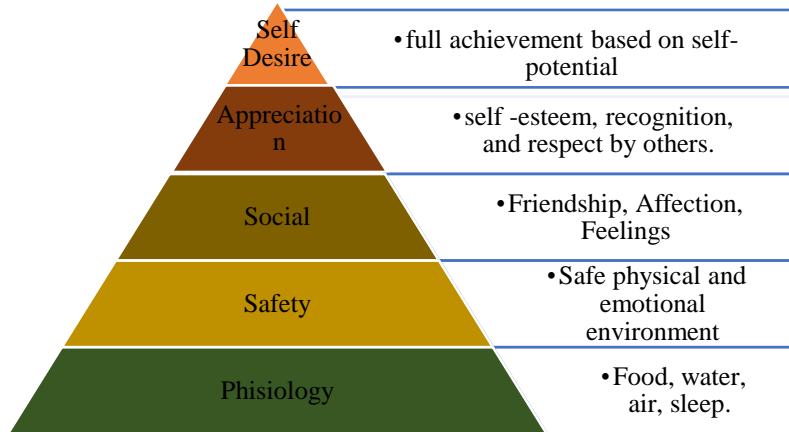 Self
Desire
•full achievement based on self-
potential
Appreciatio
n
•self -esteem, recognition,
and respect by others.
Social
•Friendship, Affection,
Feelings
Safety
•Safe physical and
emotional
environment
Phisiology
•Food, water,
air, sleep.